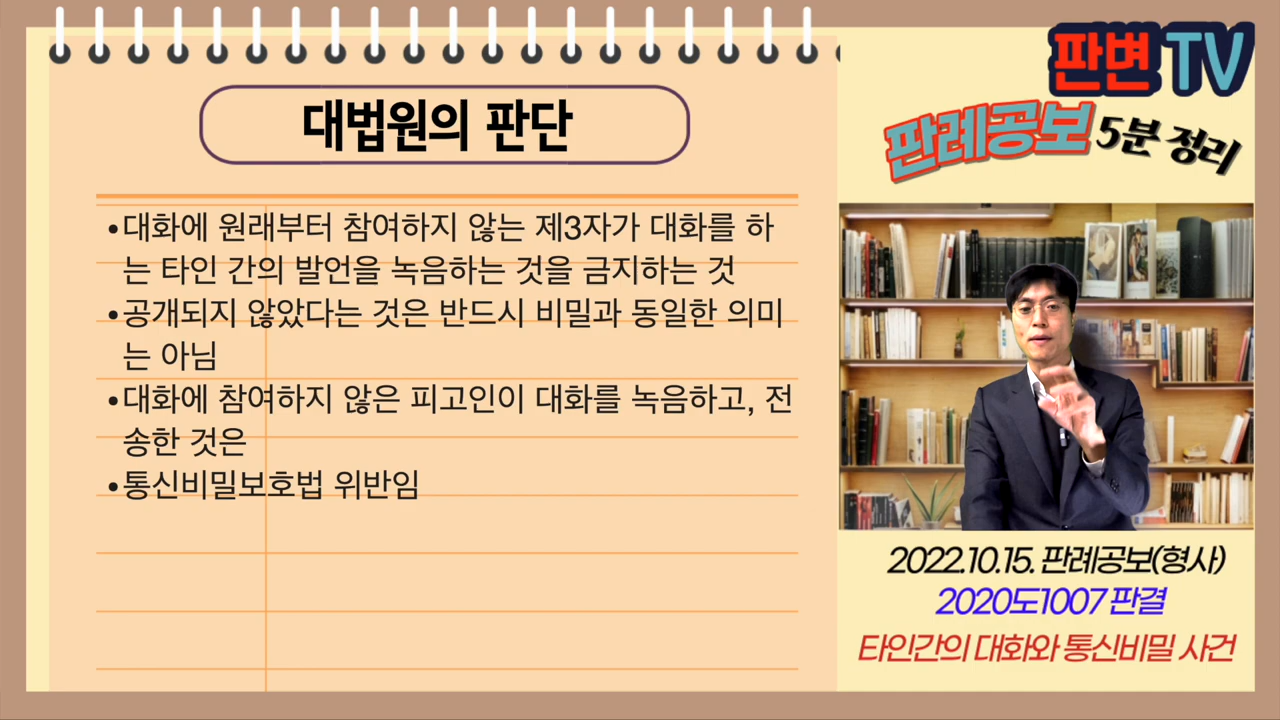 대법원의 판단
•대화에 원래부터 참여하지 않는 제3자가 대화를 하
는 타인 간의 발언을 녹음하는 것을 금지하는 것
•공개되지 않았다는 것은 반드시 비밀과 동일한 의미
는 아님
•대화에 참여하지 않은 피고인이 대화를 녹음하고, 전
송한 것은
•통신비밀보호법 위반임
판변 TV
판례공보 5분 정리
2022.10.15. 판례공보(형사)
2020도1007 판결
타인간의 대화와 통신비밀 사건